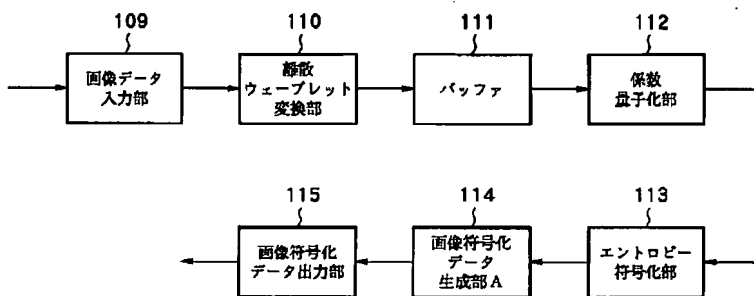 109
110
111
112
画像データ
入力部
離散
ウェーブレット
変換部
バッファ
係数
量子化部
115
114
113
画像符号化
データ出力部
画像符号化
データ
生成部A
エントロピー
符号化部